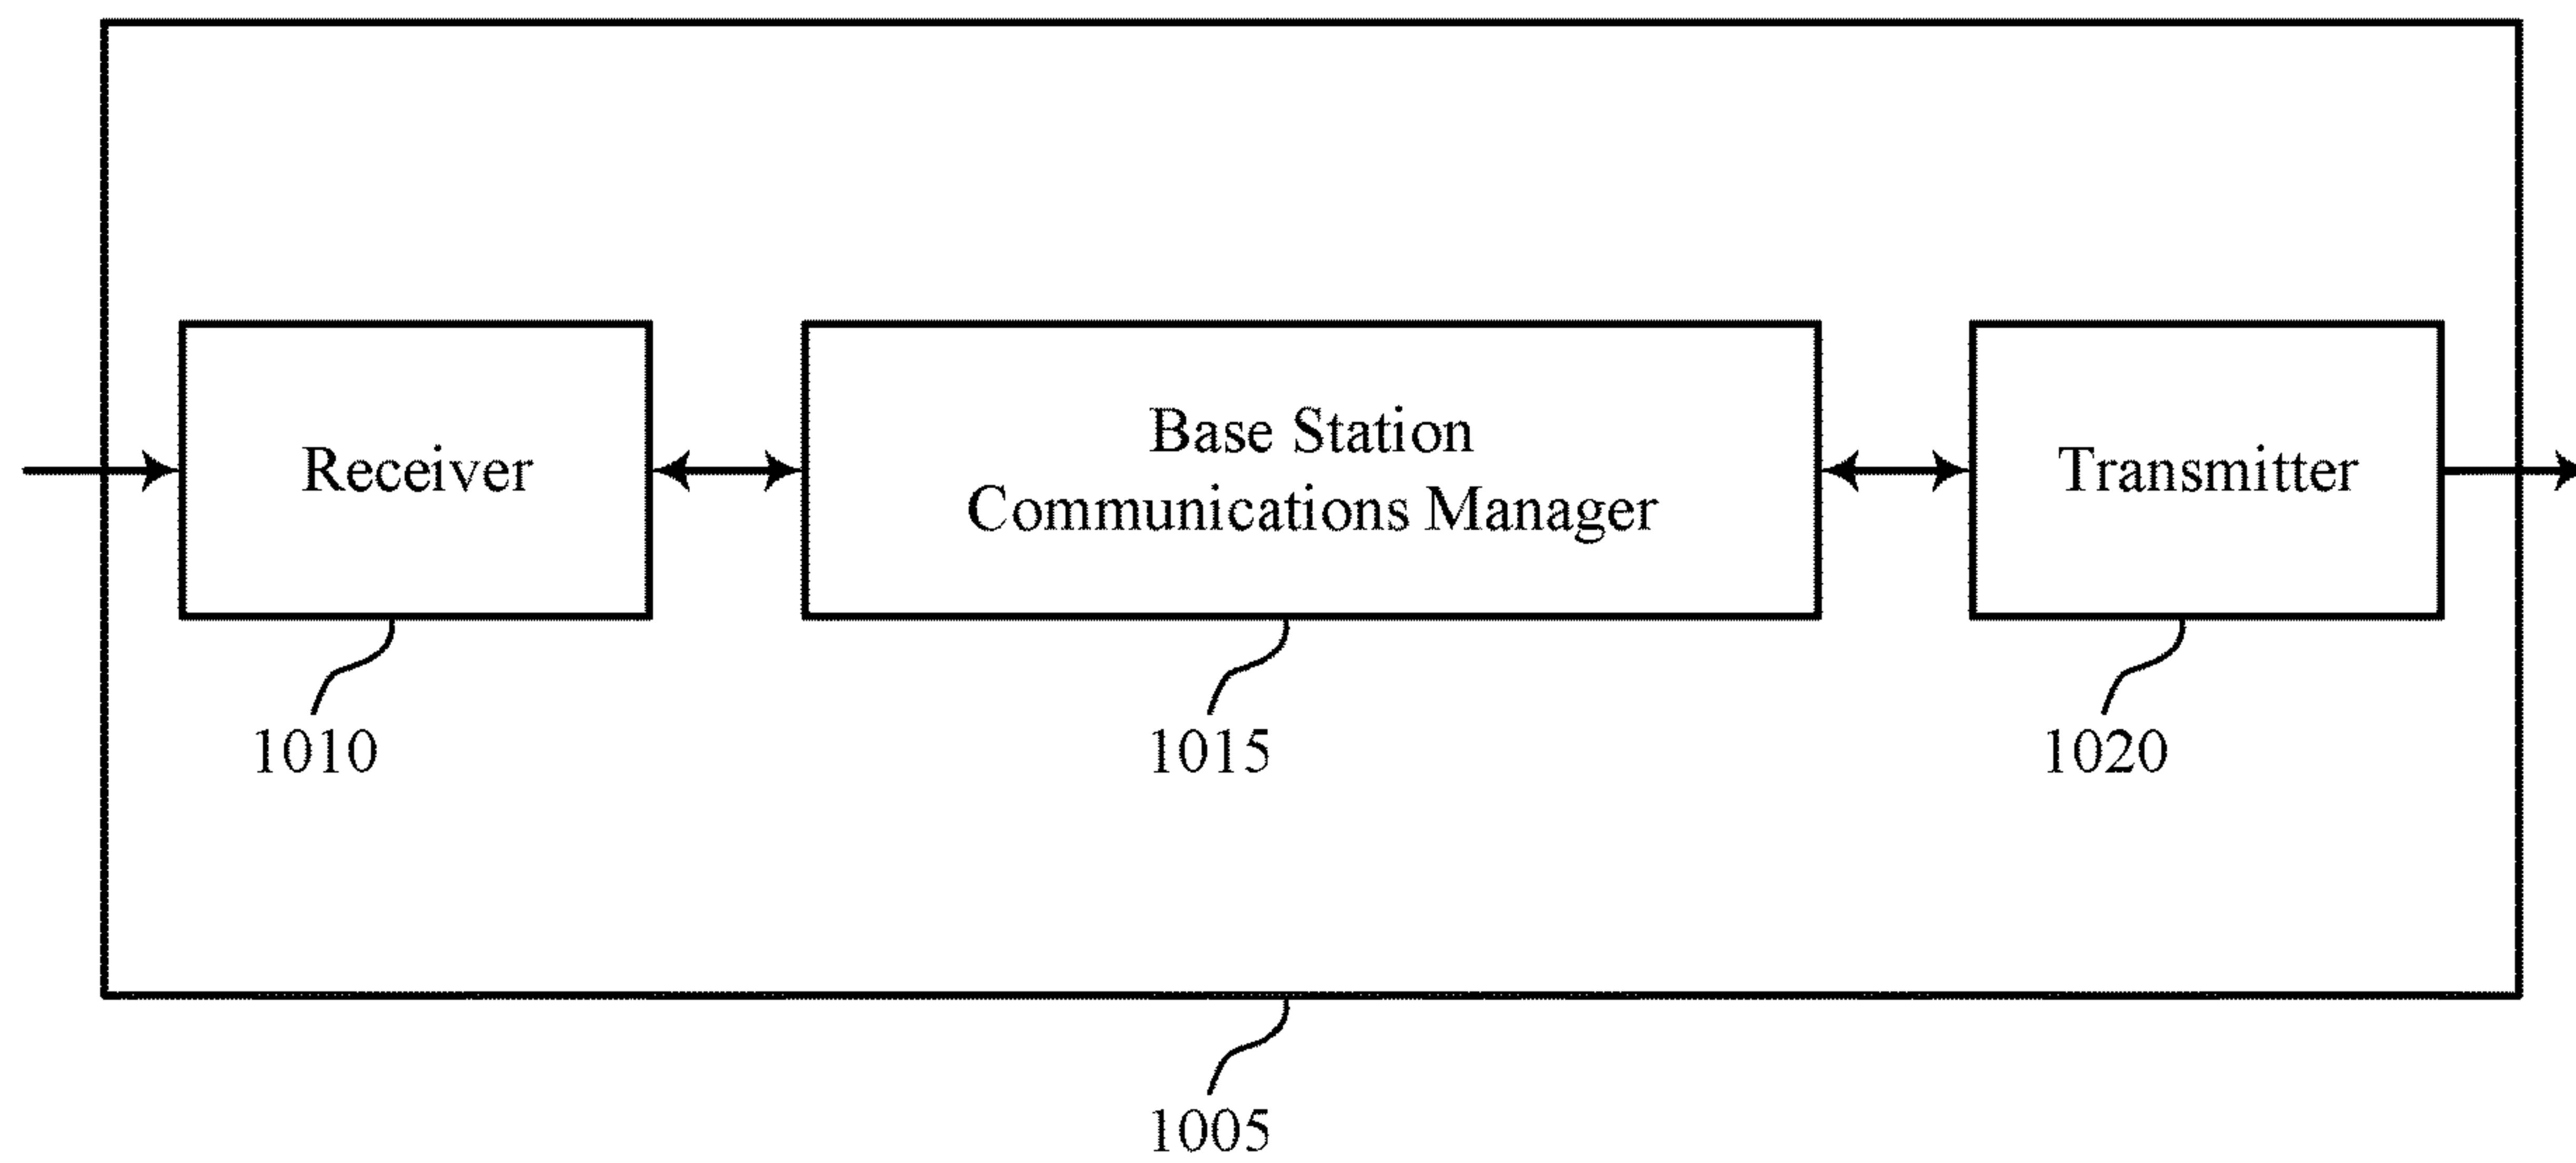 Receiver
Base Station
Communications Manager
Transmitter
1010
1015
1020
1005